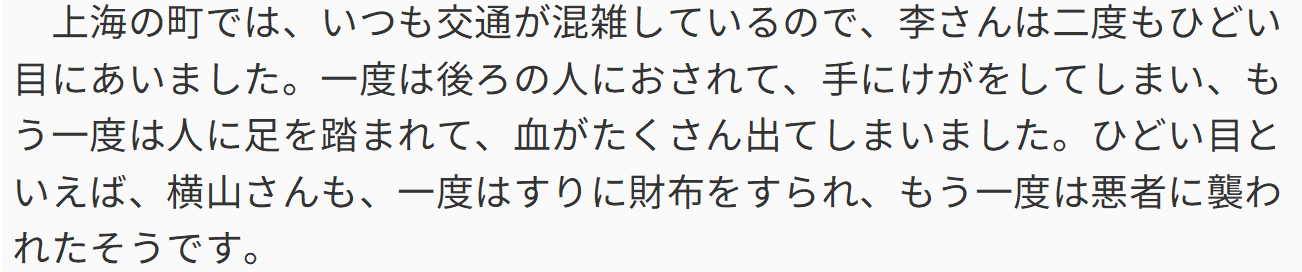 上海の町では、いつも交通が混雑しているので、李さんは二度もひどい
目にあいました。一度は後ろの人におされて、手にけがをしてしまい、も
う一度は人に足を踏まれて、血がたくさん出てしまいました。ひどい目と
いえば、横山さんも、一度はすりに財布をすられ、もう一度は悪者に襲わ
れたそうです。